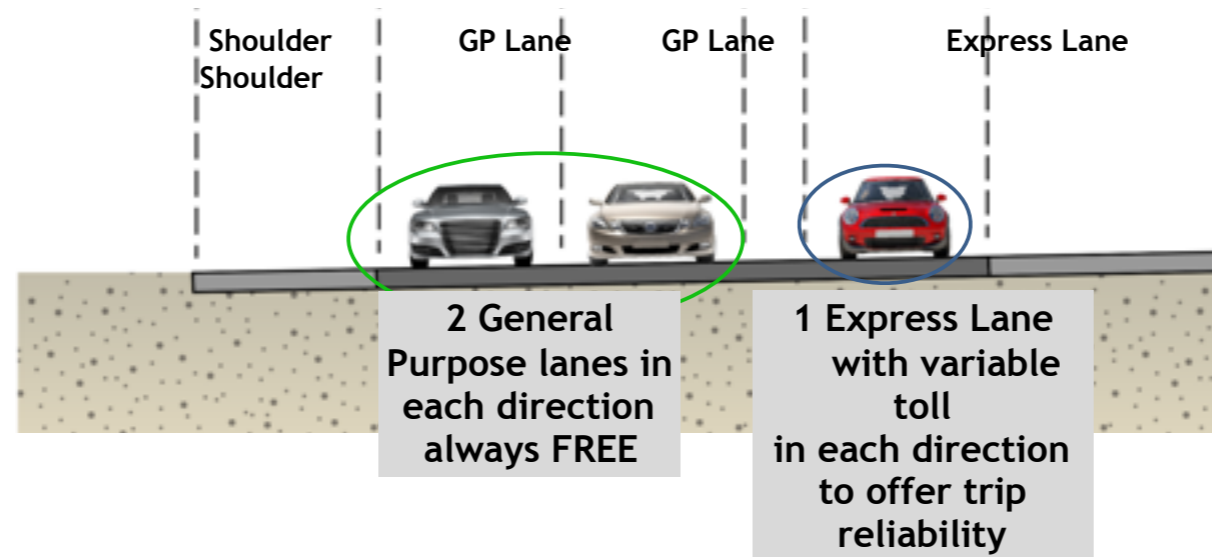 Shoulder GP Lane GP Lane Express Lane
Shoulder
2 General
Purpose lanes in
each direction
always FREE
1 Express Lane
with variable
toll
in each direction
to offer trip
reliability